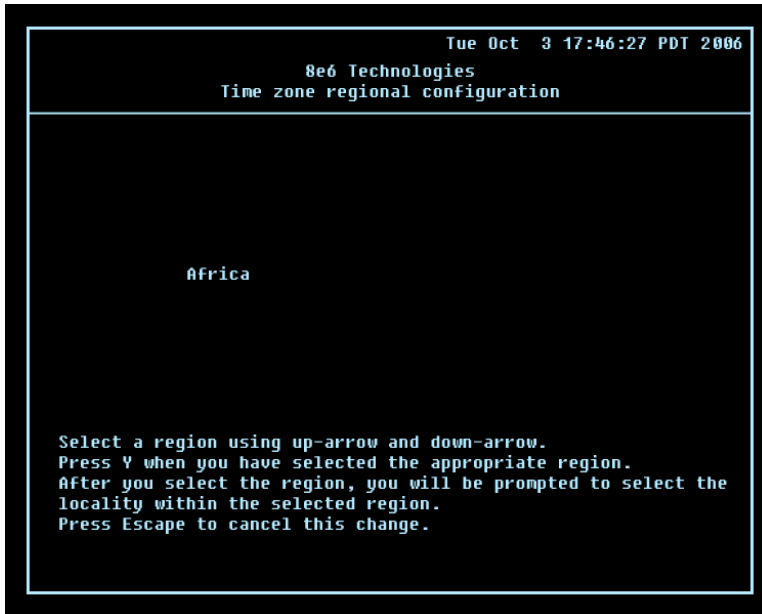 Tue Oct  3 17:46:27 PDT 2006
8e6 Technologies
Time zone regional configuration
Africa
Select a region using up-arrow and down-arrow.
Press Y when you have selected the appropriate region.
After you select the region, you will be prompted to select the
locality within the selected region.
Press Escape to cancel this change.